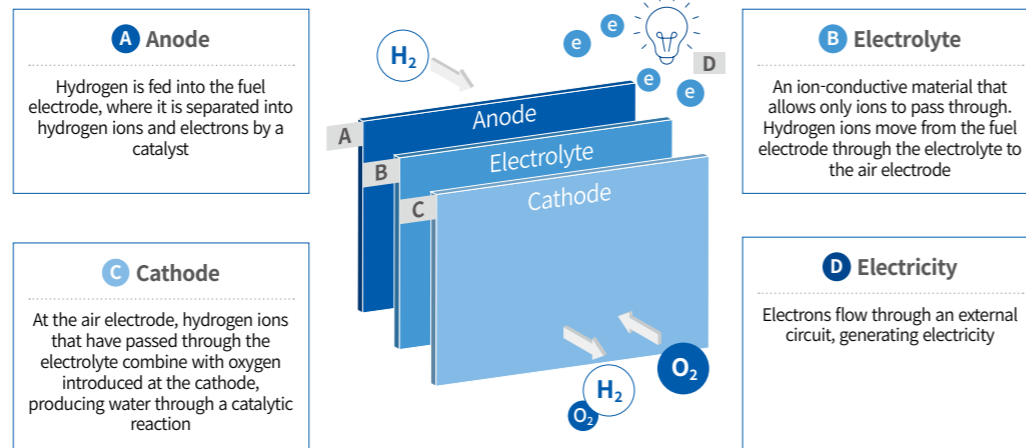 A Anode
Hydrogen is fed into the fuel
electrode, where it is separated into
hydrogen ions and electrons by a
catalyst
C Cathode
At the air electrode, hydrogen ions
that have passed through the
electrolyte combine with oxygen
introduced at the cathode,
producing water through a catalytic
reaction
H₂
e
e
e
e
D
A
Anode
B
Electrolyte
C
Cathode
O₂
H₂
O₂
B Electrolyte
An ion-conductive material that
allows only ions to pass through.
Hydrogen ions move from the fuel
electrode through the electrolyte to
the air electrode
D Electricity
Electrons flow through an external
circuit, generating electricity